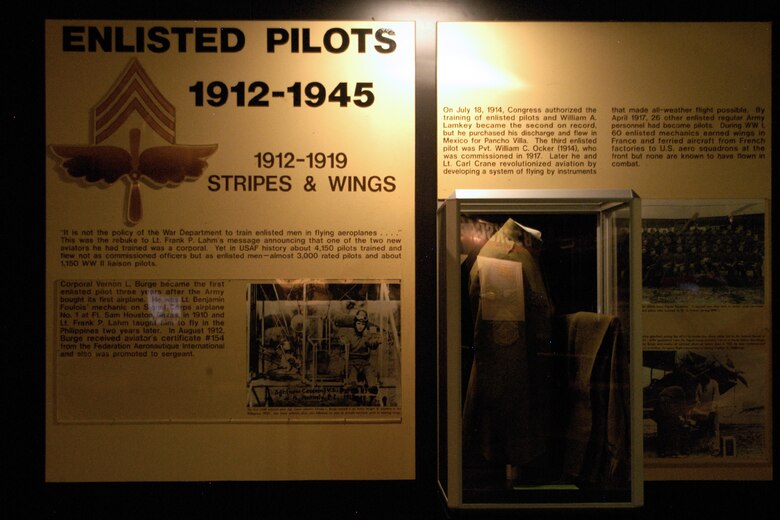 ENLISTED PILOTS
1912-1945
1912-1919
STRIPES & WINGS
"It is not the policy of the War Department to train enlisted men in flying aeroplanes . . . ."
This was the rebuke to Lt. Frank P. Lahm's message announcing that one of the two new
aviators he had trained was a corporal. Yet in USAF history about 4,150 pilots trained and
flew not as commissioned officers but as enlisted men—almost 3,000 rated pilots and about
1,150 WW II liaison pilots.
Corporal Vernon L. Burge became the first
enlisted pilot three years after the Army
bought its first airplane. He was Lt. Benjamin
Foulois' mechanic on Signal Corps airplane
No. 1 at Ft. Sam Houston, Texas in 1910 and
Lt. Frank P. Lahm taught him to fly in the
Philippines two years later. In August 1912,
Burge received aviator's certificate #154
from the Federation Aeronautique International
and also was promoted to sergeant.
On July 18, 1914, Congress authorized the
training of enlisted pilots and William A.
Lamkey became the second on record,
but he purchased his discharge and flew in
Mexico for Pancho Villa. The third enlisted
pilot was Pvt. William C. Ocker (1914), who
was commissioned in 1917. Later he and
Lt. Carl Crane revolutionized aviation by
developing a system of flying by instruments
that made all-weather flight possible. By
April 1917, 26 other enlisted regular Army
personnel had become pilots. During WW I,
60 enlisted mechanics earned wings in
France and ferried aircraft from French
factories to U.S. aero squadrons at the
front but none are known to have flown in
combat.